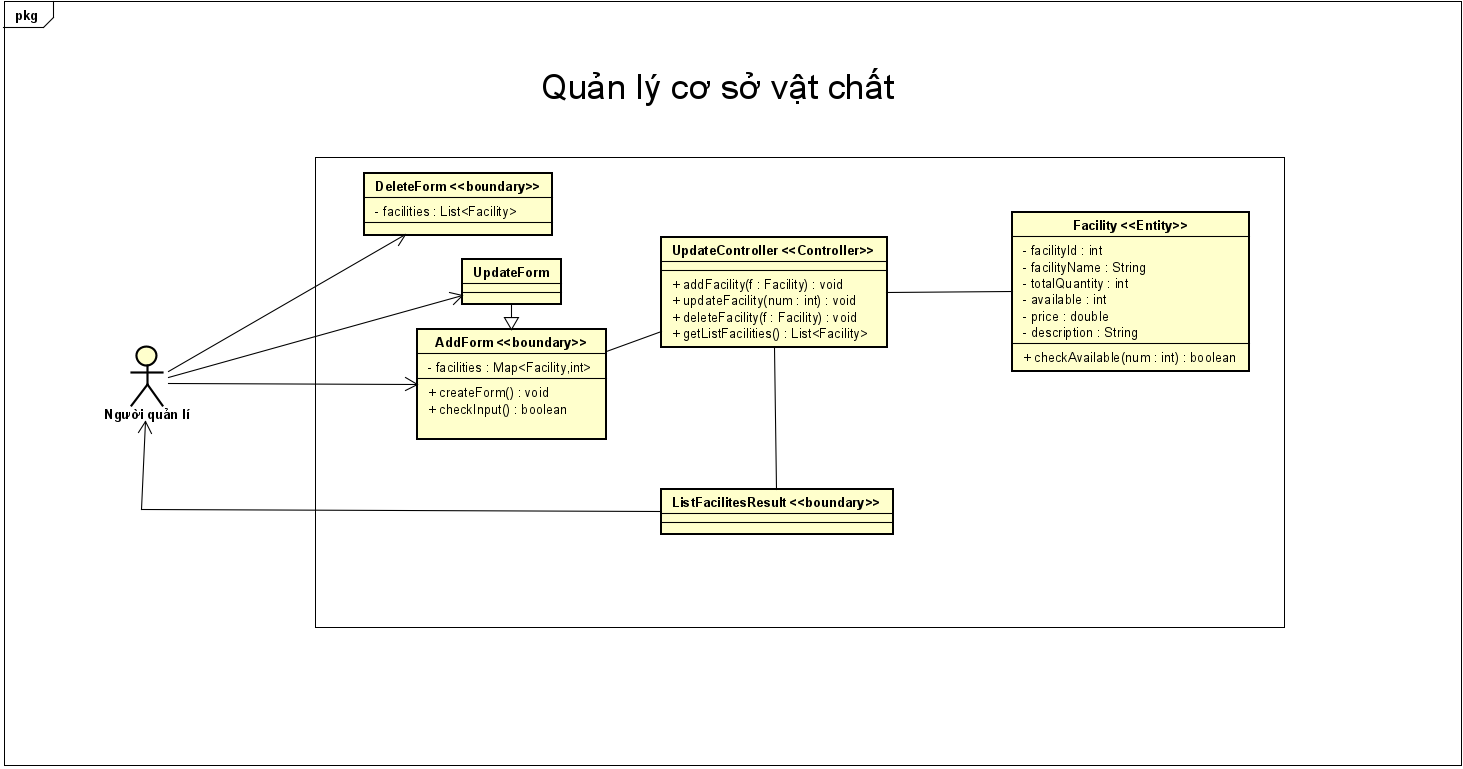 pkg
Quản lý cơ sở vật chất
DeleteForm <<boundary>>
- facilities : List<Facility>
UpdateForm
AddForm <<boundary>>
- facilities : Map<Facility,int>
+ createForm() : void
+ checkInput() : boolean
UpdateController <<Controller>>
+ addFacility(f : Facility) : void
+ updateFacility(num : int) : void
+ deleteFacility(f : Facility) : void
+ getListFacilities() : List<Facility>
Facility <<Entity>>
- facilityId : int
- facilityName : String
- totalQuantity : int
- available : int
- price : double
- description : String
+ checkAvailable(num : int) : boolean
Người quản lí
ListFacilitesResult <<boundary>>